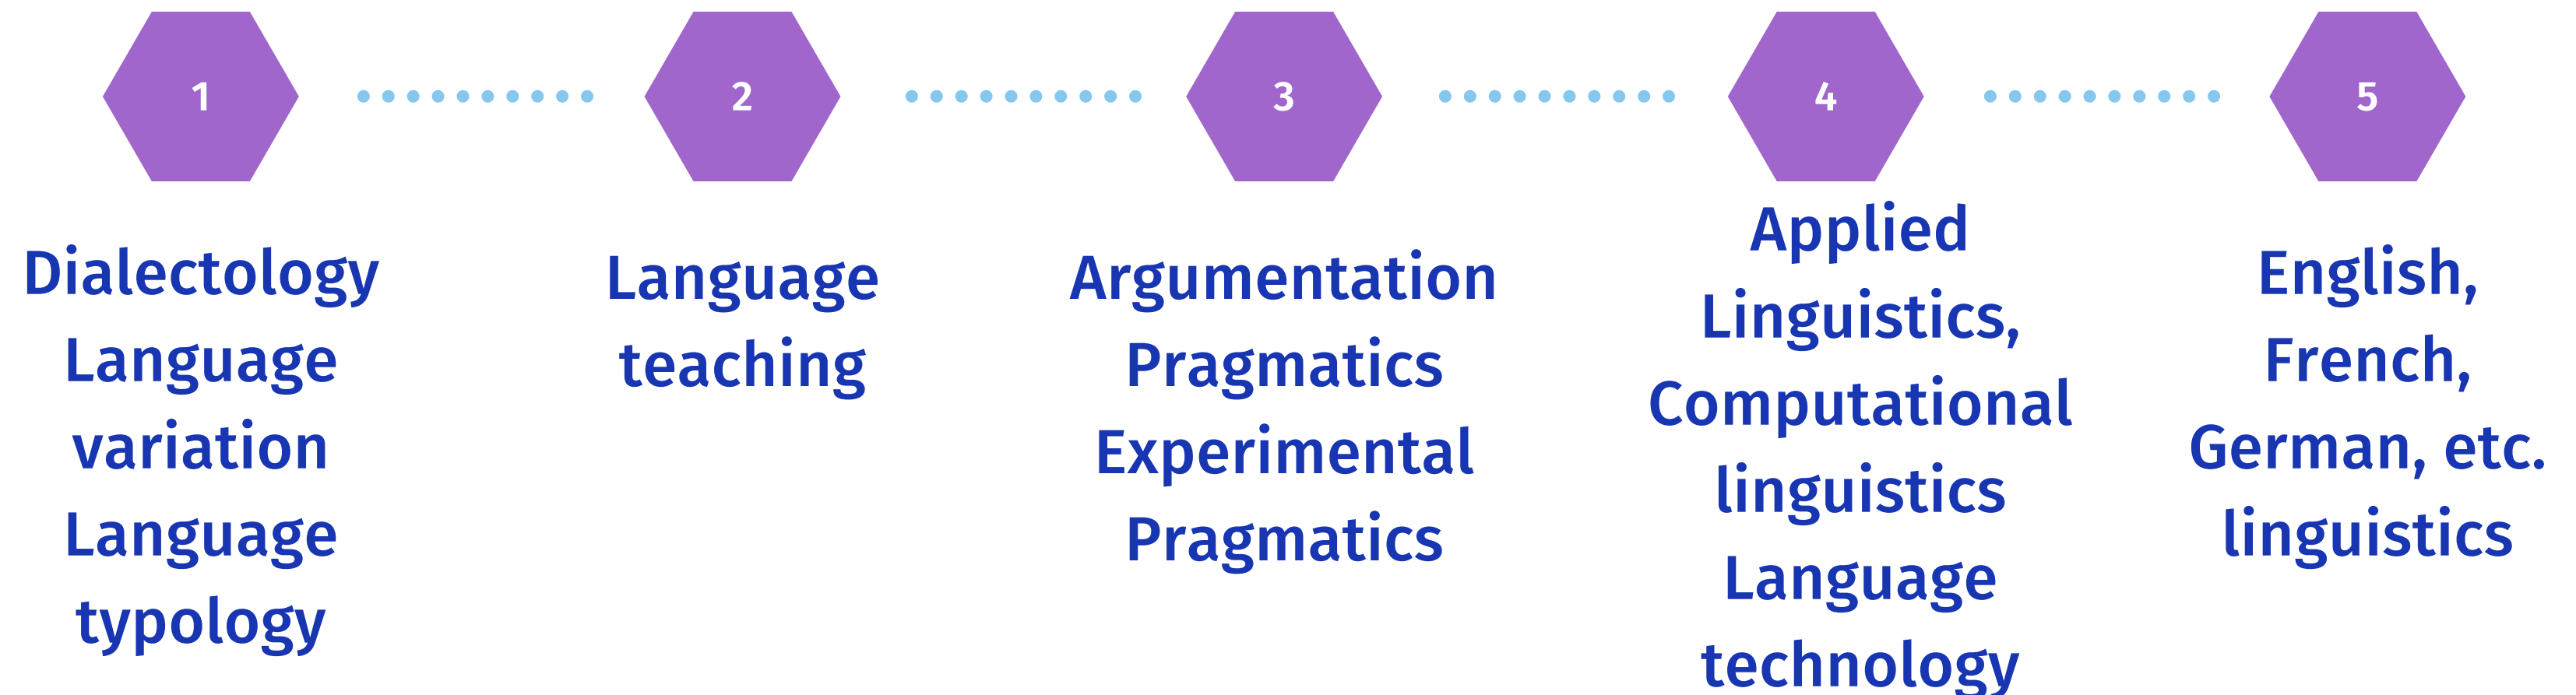 1
2
3
4
5
Dialectology
Language
variation
Language
typology
Language
teaching
Argumentation
Pragmatics
Experimental
Pragmatics
Applied
Linguistics,
Computational
linguistics
Language
technology
English,
French,
German, etc.
linguistics